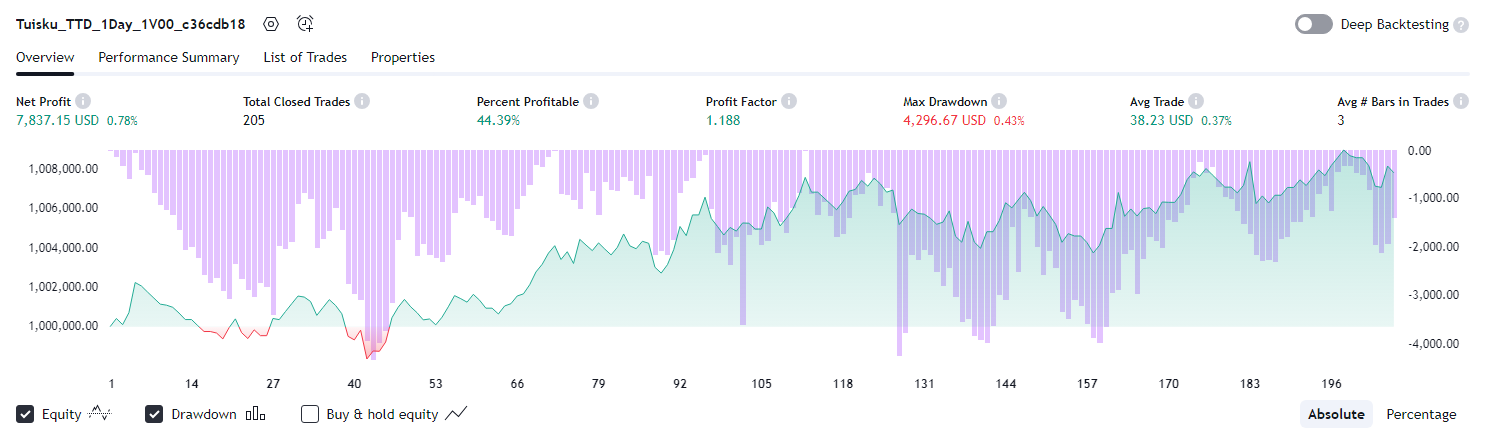 Tuisku_TTD_1Day_1V00_c36cdb18
Deep Backtesting ?
Overview Performance Summary List of Trades Properties
Net Profit i Total Closed Trades i Percent Profitable i Profit Factor i Max Drawdown i Avg Trade i Avg # Bars in Trades i
7,837.15 USD 0.78% 205 44.39% 1.188 4,296.67 USD 0.43% 38.23 USD 0.37% 3
1,008,000.00
1,006,000.00
1,004,000.00
1,002,000.00
1,000,000.00
0.00
-1,000.00
-2,000.00
-3,000.00
-4,000.00
1 14 27 40 53 66 79 92 105 118 131 144 157 170 183 196
Equity Drawdown Buy & hold equity Absolute Percentage